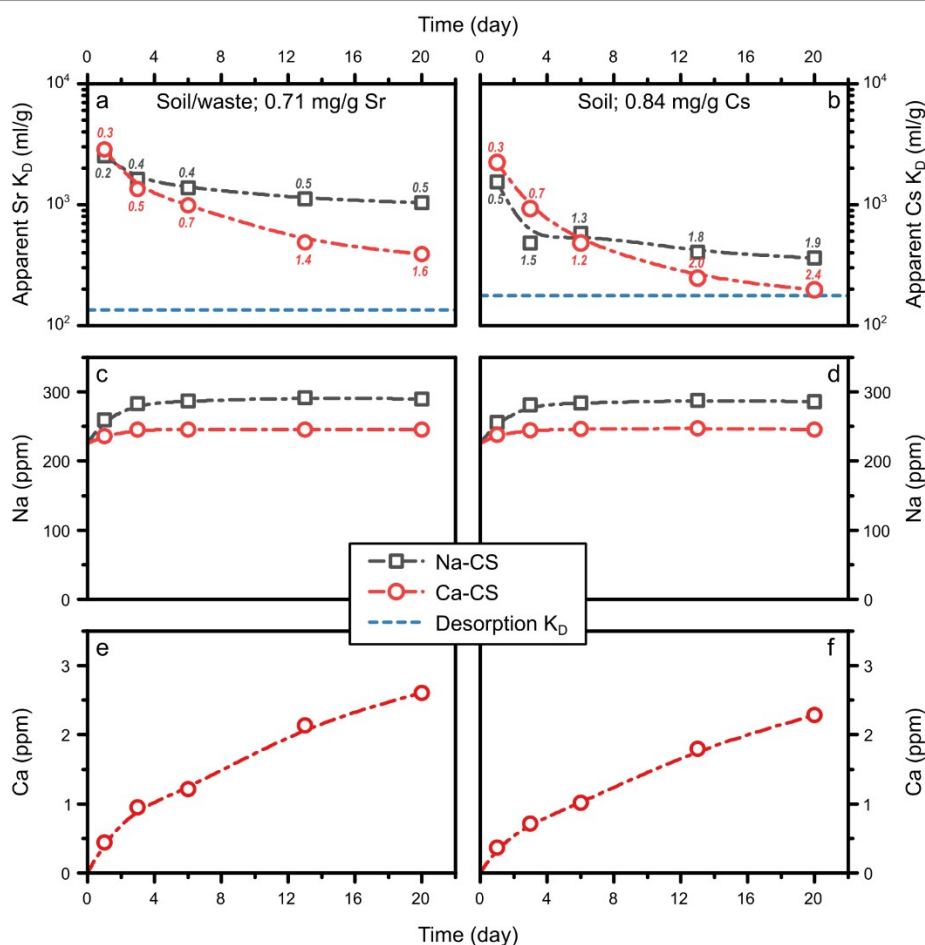 Time (day)
0 4 8 12 16 20 0 4 8 12 16 20
10⁴ 10⁴
a Soil/waste; 0.71 mg/g Sr Soil; 0.84 mg/g Cs b
Apparent Sr K_D (ml/g)
Apparent Cs K_D (ml/g)
0.3 0.4 0.4 0.5 0.5
0.2 0.5 0.7 1.4 1.6
0.3 0.7 1.3 1.8 1.9
0.5 1.5 1.2 2.0 2.4
10³ 10³
10² 10²
c d
300 300
200 200
100 100
0 0
Na (ppm) Na (ppm)
Na-CS
Ca-CS
Desorption K_D
e f
3 3
2 2
1 1
0 0
Ca (ppm) Ca (ppm)
0 4 8 12 16 20 0 4 8 12 16 20
Time (day)